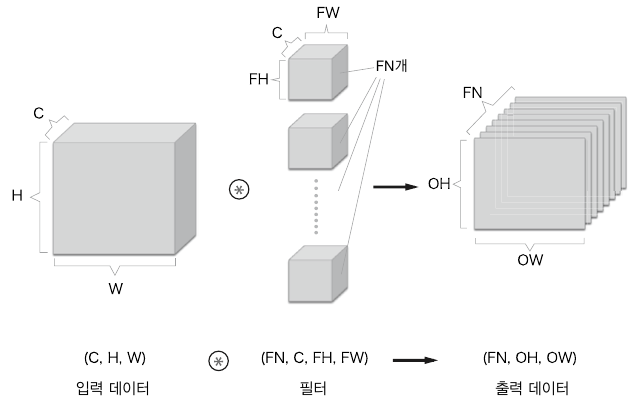 FW
C
FH
FN개
C
H
W
⊛
FN
OH
OW
(C, H, W) ⊛ (FN, C, FH, FW) (FN, OH, OW)
입력 데이터 필터 출력 데이터